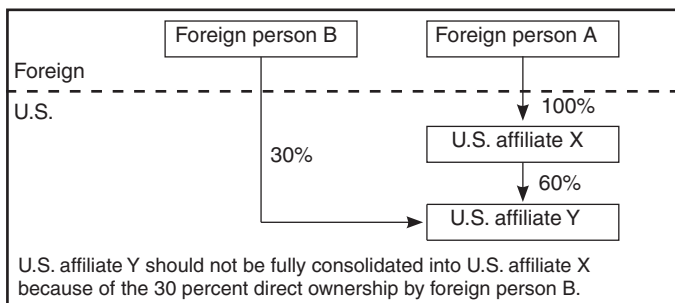 Foreign person B
Foreign person A
Foreign
U.S.
100%
U.S. affiliate X
30%
60%
U.S. affiliate Y
U.S. affiliate Y should not be fully consolidated into U.S. affiliate X
because of the 30 percent direct ownership by foreign person B.